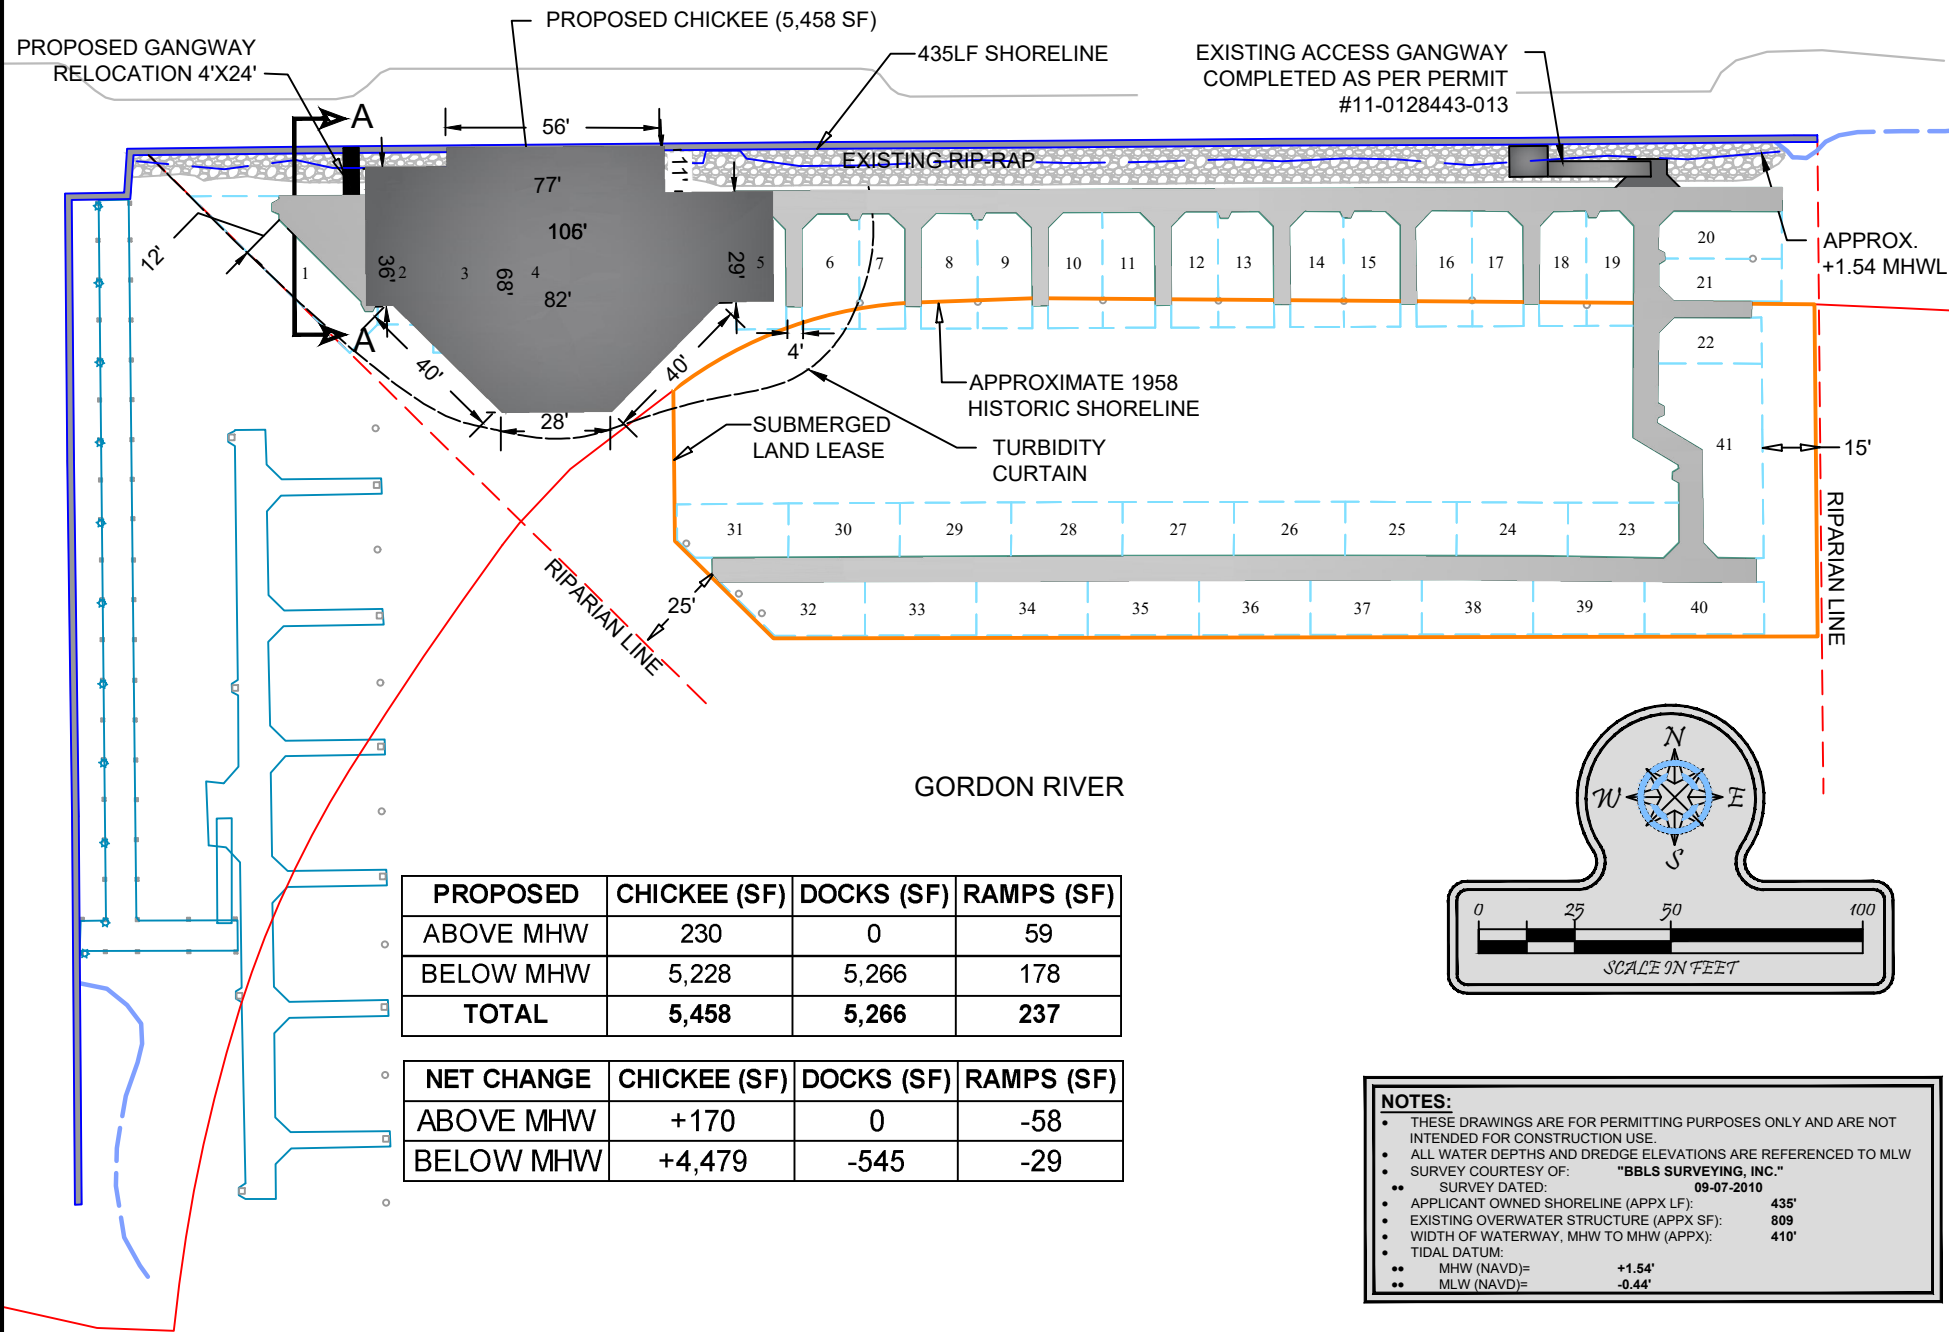 PROPOSED CHICKEE (5,458 SF)
PROPOSED GANGWAY
RELOCATION 4'X24'
435LF SHORELINE
EXISTING ACCESS GANGWAY
COMPLETED AS PER PERMIT
#11-0128443-013
A
56'
11'
EXISTING RIP-RAP
77'
106'
12'
36'
68'
82'
29'
A
40'
28'
40'
4'
1
2
3
4
5
6
7
8
9
10
11
12
13
14
15
16
17
18
19
20
21
22
APPROX.
+1.54 MHWL
APPROXIMATE 1958
HISTORIC SHORELINE
SUBMERGED
LAND LEASE
TURBIDITY
CURTAIN
41
15'
31
30
29
28
27
26
25
24
23
32
33
34
35
36
37
38
39
40
25'
RIPARIAN LINE
RIPARIAN LINE
GORDON RIVER
N
W
E
S
0 25 50 100
SCALE IN FEET
PROPOSED CHICKEE (SF) DOCKS (SF) RAMPS (SF)
ABOVE MHW 230 0 59
BELOW MHW 5,228 5,266 178
TOTAL 5,458 5,266 237
NET CHANGE CHICKEE (SF) DOCKS (SF) RAMPS (SF)
ABOVE MHW +170 0 -58
BELOW MHW +4,479 -545 -29
NOTES:
• THESE DRAWINGS ARE FOR PERMITTING PURPOSES ONLY AND ARE NOT
INTENDED FOR CONSTRUCTION USE.
• ALL WATER DEPTHS AND DREDGE ELEVATIONS ARE REFERENCED TO MLW
• SURVEY COURTESY OF: "BBLS SURVEYING, INC."
•• SURVEY DATED: 09-07-2010
• APPLICANT OWNED SHORELINE (APPX LF): 435'
• EXISTING OVERWATER STRUCTURE (APPX SF): 809
• WIDTH OF WATERWAY, MHW TO MHW (APPX): 410'
• TIDAL DATUM:
•• MHW (NAVD)= +1.54'
•• MLW (NAVD)= -0.44'